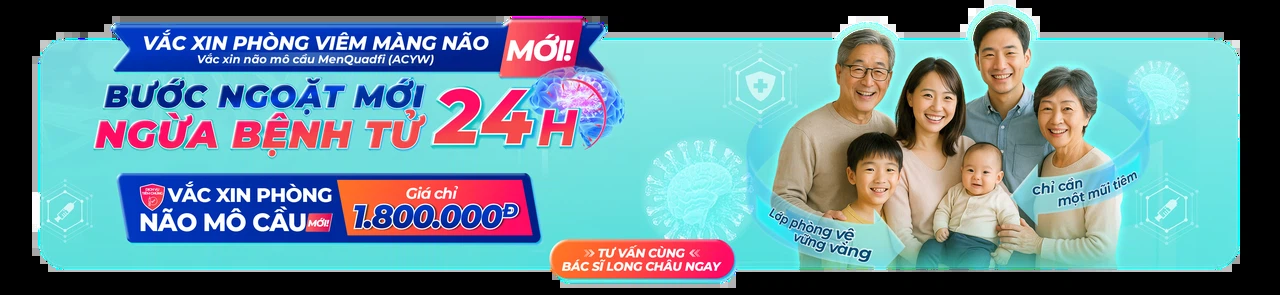 VẮC XIN PHÒNG VIÊM MÀNG NÃO
Vắc xin não mô cầu MenQuadfi (ACYW)
MỚI!
BƯỚC NGOẶT MỚI
NGỪA BỆNH TỬ 24H
VẮC XIN PHÒNG
NÃO MÔ CẦU MỚI!
Giá chỉ
1.800.000Đ
Lớp phòng vệ
vững vàng
chỉ cần
một mũi tiêm
>> TƯ VẤN CÙNG <<
BÁC SĨ LONG CHÂU NGAY